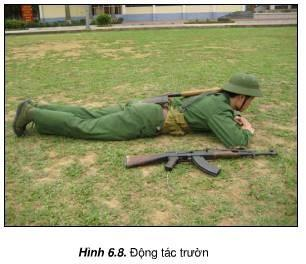 Hình 6.8. Động tác trườn